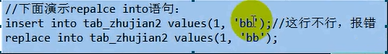 //下面演示repalce into语句:
insert into tab_zhujian2 values(1, 'bb');//这行不行，报错
replace into tab_zhujian2 values(1, 'bb');